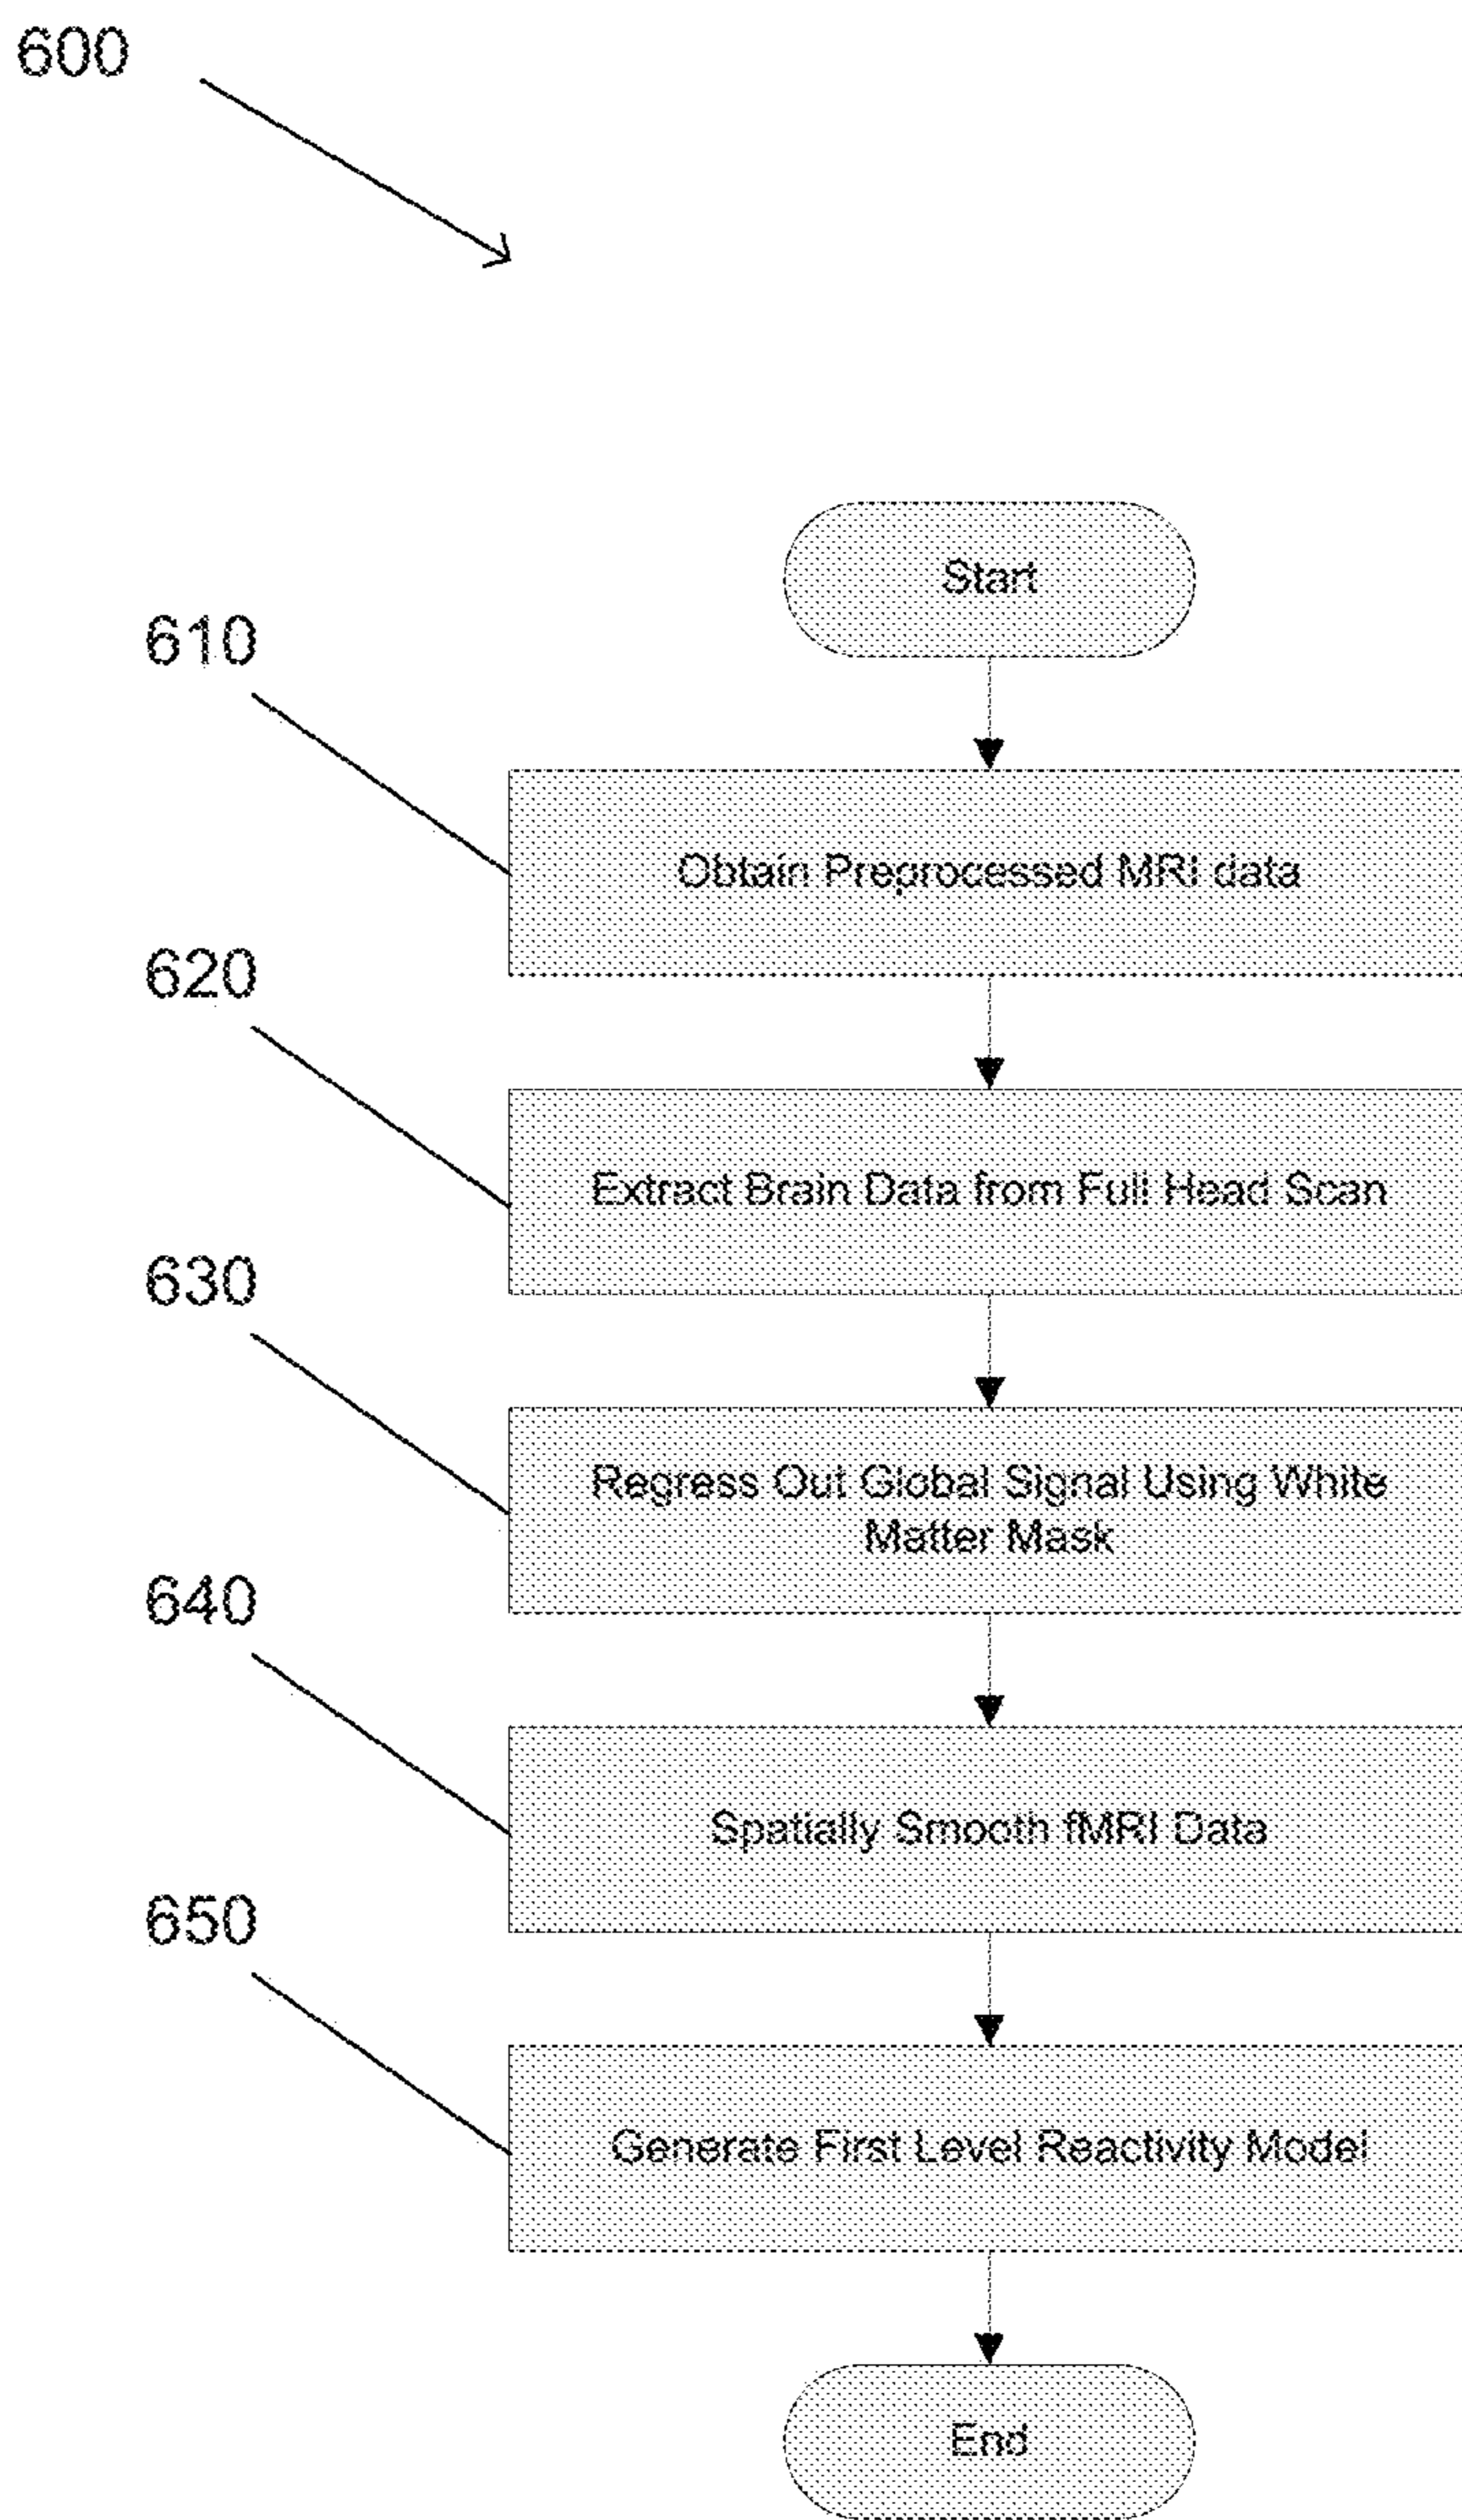 600
Start
610
Obtain Preprocessed MRI data
620
Extract Brain Data from Full Head Scan
630
Regress Out Global Signal Using White
Matter Mask
640
Spatially Smooth fMRI Data
650
Generate First Level Reactivity Model
End